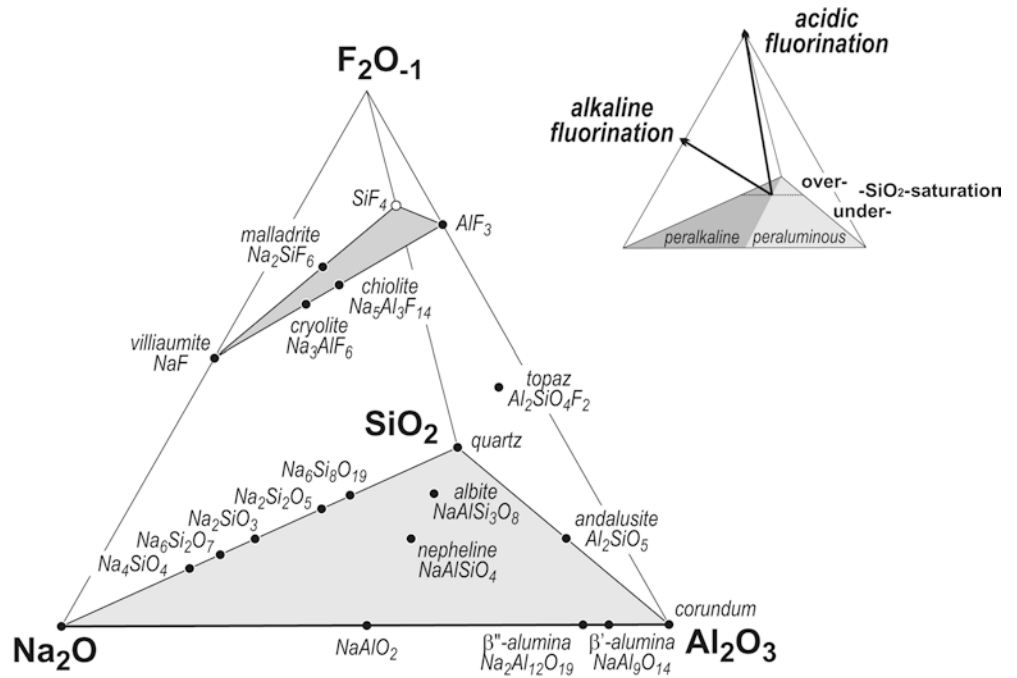 F₂O₋₁
SiF₄
AlF₃
malladrite
Na₂SiF₆
chiolite
Na₅Al₃F₁₄
cryolite
Na₃AlF₆
villiaumite
NaF
topaz
Al₂SiO₄F₂
SiO₂
quartz
Na₆Si₈O₁₉
Na₂Si₂O₅
Na₂SiO₃
Na₆Si₂O₇
Na₄SiO₄
albite
NaAlSi₃O₈
nepheline
NaAlSiO₄
andalusite
Al₂SiO₅
corundum
Na₂O
NaAlO₂
β"-alumina
Na₂Al₁₂O₁₉
β'-alumina
NaAl₉O₁₄
Al₂O₃
acidic
fluorination
alkaline
fluorination
over-
-SiO₂-saturation
under-
peralkaline
peraluminous